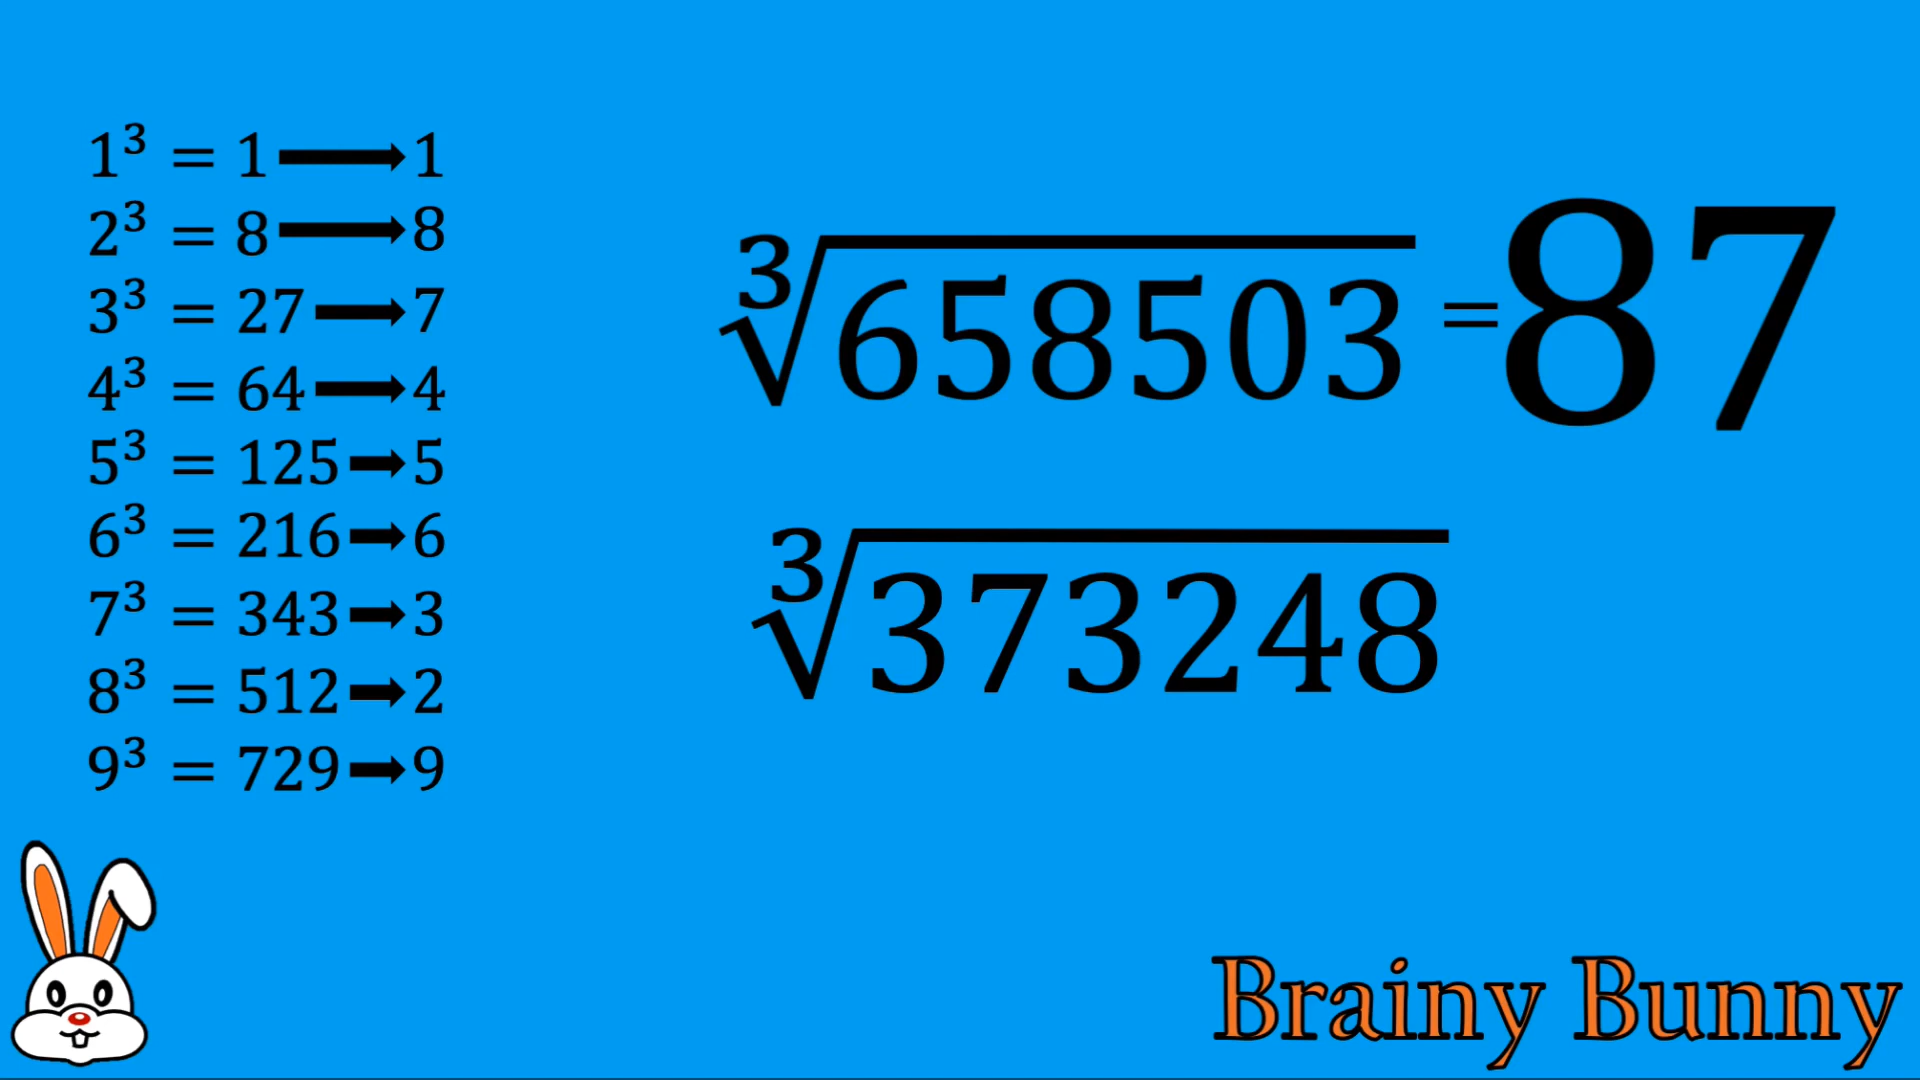 1³ = 1 → 1
2³ = 8 → 8
3³ = 27 → 7
4³ = 64 → 4
5³ = 125 → 5
6³ = 216 → 6
7³ = 343 → 3
8³ = 512 → 2
9³ = 729 → 9
∛658503 = 87
∛373248
Brainy Bunny